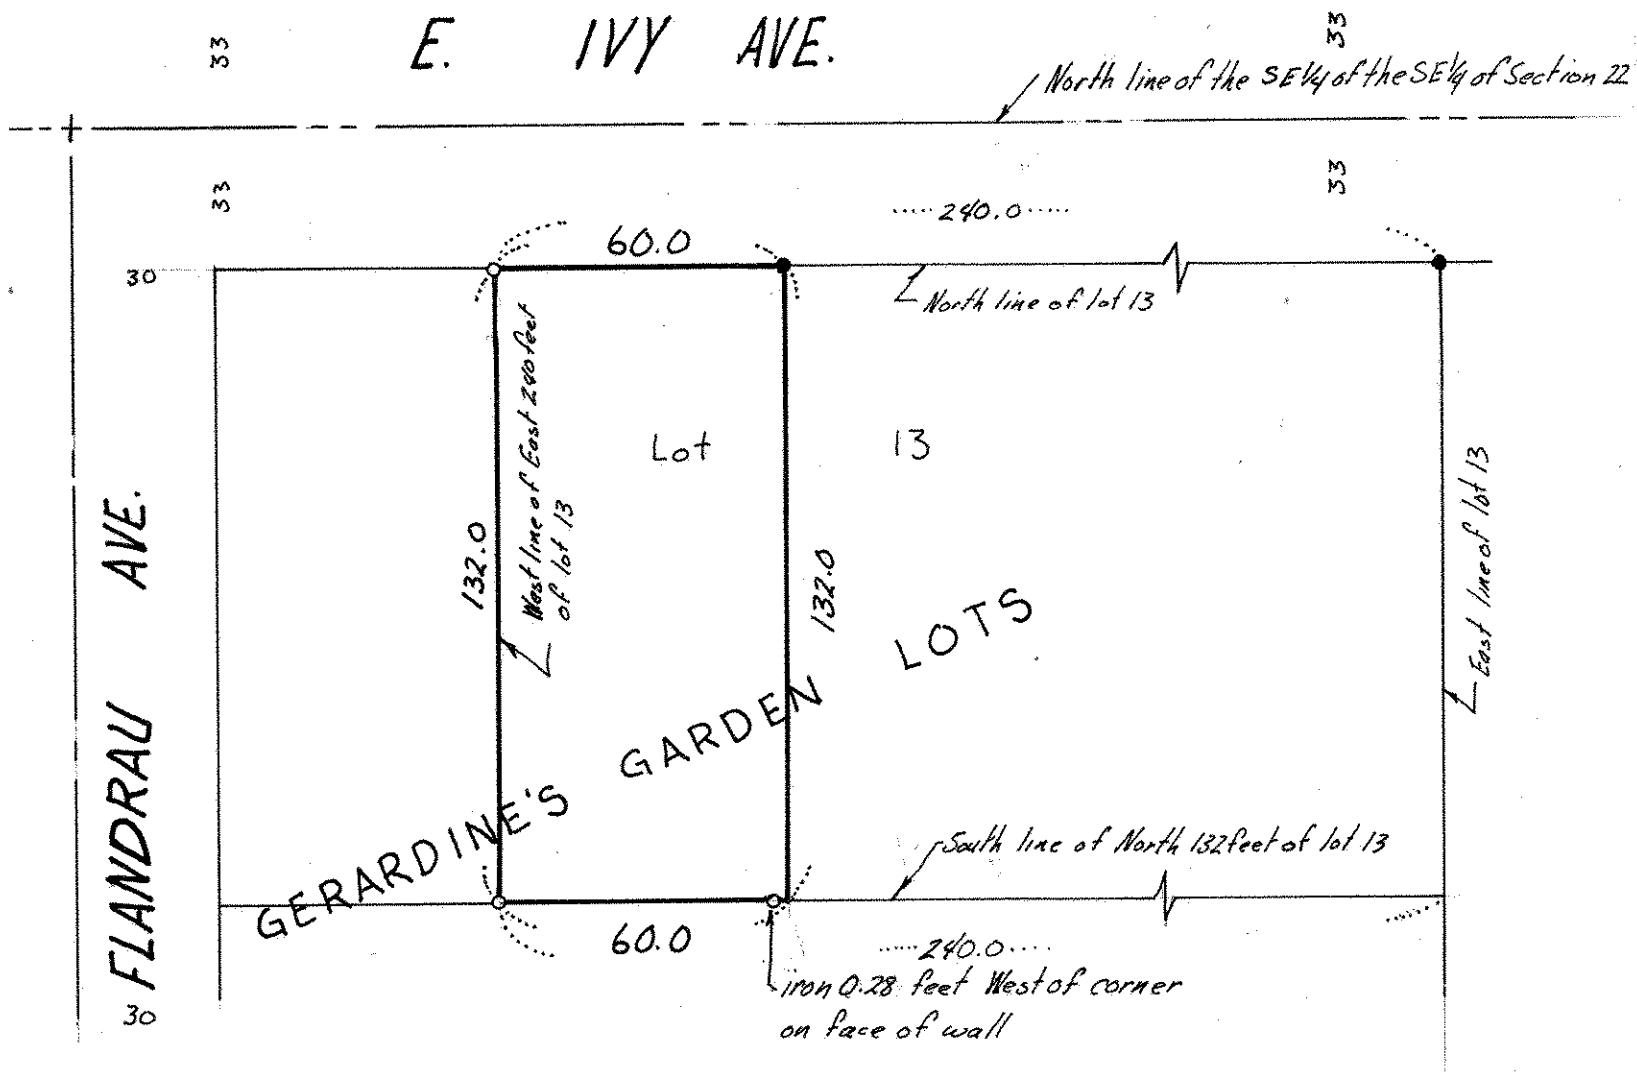 E. IVY AVE.
33
33
North line of the SE 1/4 of the SE 1/4 of Section 22
33
33
240.0
60.0
30
North line of lot 13
West line of East 240 feet
of lot 13
Lot 13
132.0
132.0
East line of lot 13
FLANDRAU AVE.
GERARDINE'S GARDEN LOTS
South line of North 132 feet of lot 13
60.0
240.0
iron 0.28 feet West of corner
on face of wall
30